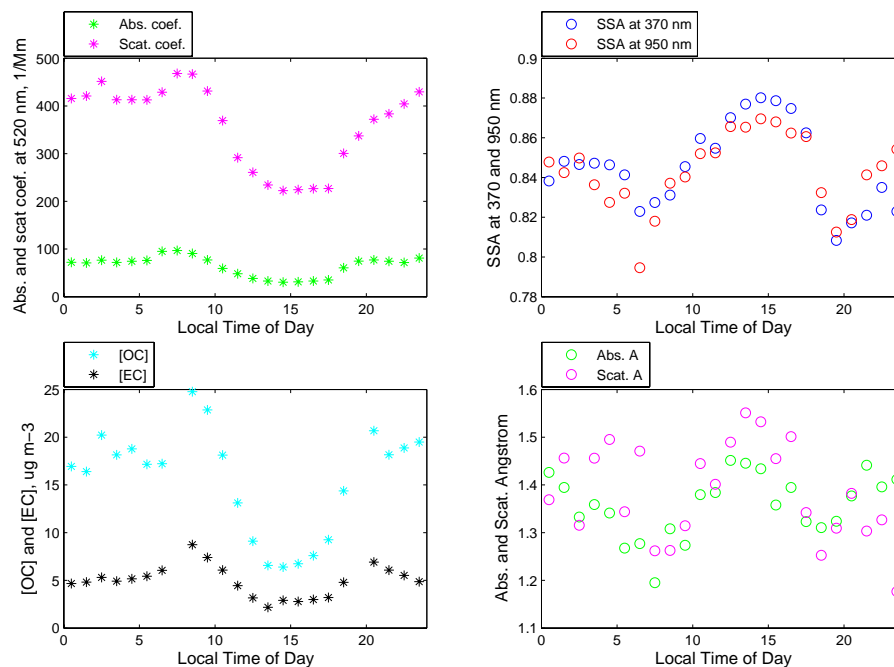 Abs. coef.
Scat. coef.
Abs. and scat coef. at 520 nm, 1/Mm
500
400
300
200
100
0
0 5 10 15 20
Local Time of Day
SSA at 370 nm
SSA at 950 nm
SSA at 370 and 950 nm
0.9
0.88
0.86
0.84
0.82
0.8
0.78
0 5 10 15 20
Local Time of Day
[OC]
[EC]
[OC] and [EC], ug m−3
25
20
15
10
5
0
0 5 10 15 20
Local Time of Day
Abs. A
Scat. A
Abs. and Scat. Angstrom
1.6
1.5
1.4
1.3
1.2
1.1
0 5 10 15 20
Local Time of Day